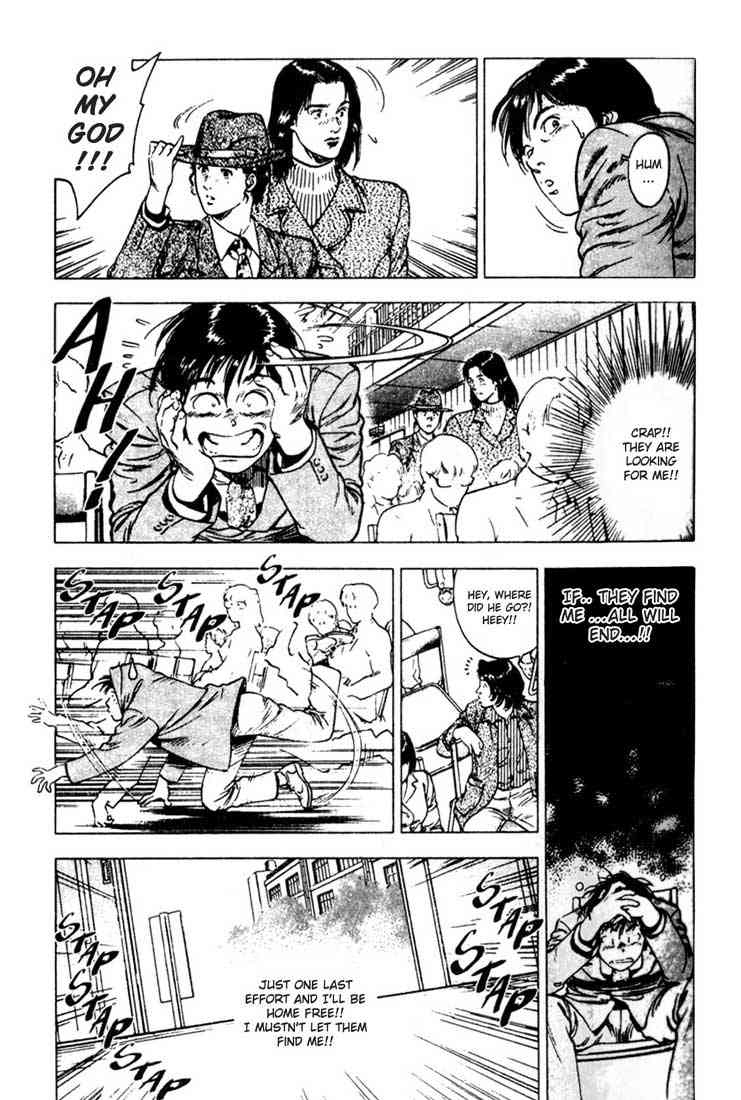 HUM
...
OH
MY
GOD
!!!
CRAP!!
THEY ARE
LOOKING
FOR ME!!
AH!
IF.. THEY FIND
ME ...ALL WILL
END...!!
HEY, WHERE
DID HE GO?!
HEEY!!
STAP
STAP
STAP
STAP
STAP
STAP
JUST ONE LAST
EFFORT AND I'LL BE
HOME FREE!!
I MUSTN'T LET THEM
FIND ME!!
STAP
STAP
STAP
STAP